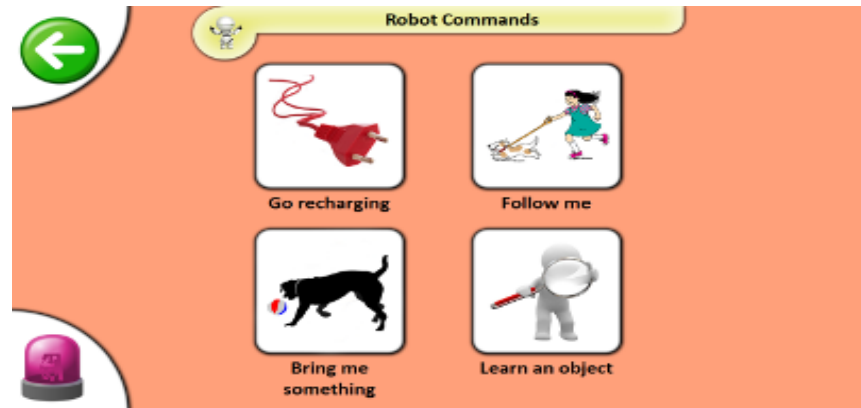 Robot Commands
Go recharging
Follow me
Bring me
something
Learn an object